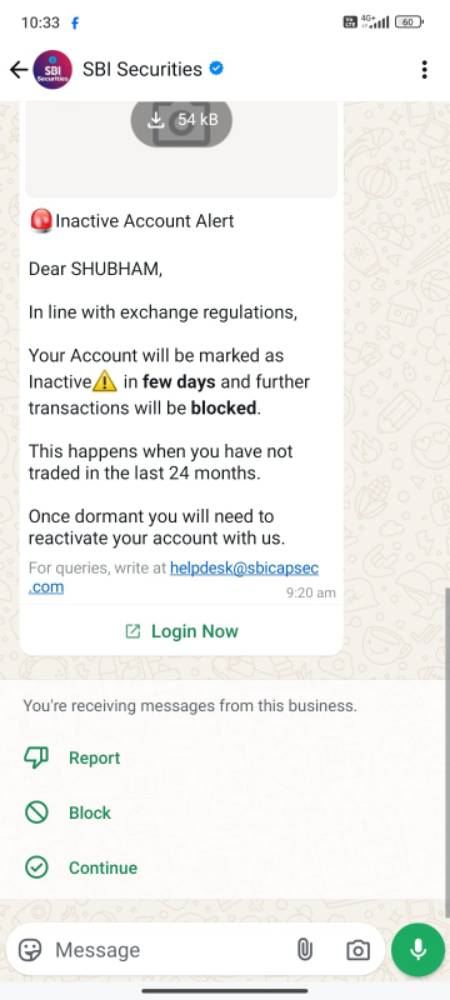 10:33
4G+
60
SBI Securities
SBI
Securities
54 kB
Inactive Account Alert
Dear SHUBHAM,
In line with exchange regulations,
Your Account will be marked as
Inactive⚠️ in few days and further
transactions will be blocked.
This happens when you have not
traded in the last 24 months.
Once dormant you will need to
reactivate your account with us.
For queries, write at helpdesk@sbicapsec
.com
9:20 am
Login Now
You're receiving messages from this business.
Report
Block
Continue
Message